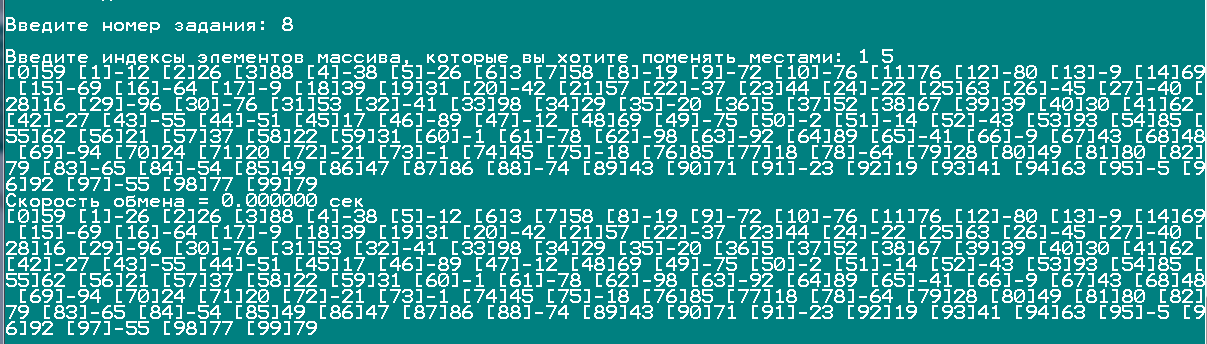 Введите номер задания: 8
Введите индексы элементов массива, которые вы хотите поменять местами: 1 5
[0]59 [1]-12 [2]26 [3]88 [4]-38 [5]-26 [6]3 [7]58 [8]-19 [9]-72 [10]-76 [11]76 [12]-80 [13]-9 [14]69
[15]-69 [16]-64 [17]-9 [18]39 [19]31 [20]-42 [21]57 [22]-37 [23]44 [24]-22 [25]63 [26]-45 [27]-40 [
28]16 [29]-96 [30]-76 [31]53 [32]-41 [33]98 [34]29 [35]-20 [36]5 [37]52 [38]67 [39]39 [40]30 [41]62
[42]-27 [43]-55 [44]-51 [45]17 [46]-89 [47]-12 [48]69 [49]-75 [50]-2 [51]-14 [52]-43 [53]93 [54]85 [
55]62 [56]21 [57]37 [58]22 [59]31 [60]-1 [61]-78 [62]-98 [63]-92 [64]89 [65]-41 [66]-9 [67]43 [68]48
[69]-94 [70]24 [71]20 [72]-21 [73]-1 [74]45 [75]-18 [76]85 [77]18 [78]-64 [79]28 [80]49 [81]80 [82]
79 [83]-65 [84]-54 [85]49 [86]47 [87]86 [88]-74 [89]43 [90]71 [91]-23 [92]19 [93]41 [94]63 [95]-5 [9
6]92 [97]-55 [98]77 [99]79
Скорость обмена = 0.000000 сек
[0]59 [1]-26 [2]26 [3]88 [4]-38 [5]-12 [6]3 [7]58 [8]-19 [9]-72 [10]-76 [11]76 [12]-80 [13]-9 [14]69
[15]-69 [16]-64 [17]-9 [18]39 [19]31 [20]-42 [21]57 [22]-37 [23]44 [24]-22 [25]63 [26]-45 [27]-40 [
28]16 [29]-96 [30]-76 [31]53 [32]-41 [33]98 [34]29 [35]-20 [36]5 [37]52 [38]67 [39]39 [40]30 [41]62
[42]-27 [43]-55 [44]-51 [45]17 [46]-89 [47]-12 [48]69 [49]-75 [50]-2 [51]-14 [52]-43 [53]93 [54]85 [
55]62 [56]21 [57]37 [58]22 [59]31 [60]-1 [61]-78 [62]-98 [63]-92 [64]89 [65]-41 [66]-9 [67]43 [68]48
[69]-94 [70]24 [71]20 [72]-21 [73]-1 [74]45 [75]-18 [76]85 [77]18 [78]-64 [79]28 [80]49 [81]80 [82]
79 [83]-65 [84]-54 [85]49 [86]47 [87]86 [88]-74 [89]43 [90]71 [91]-23 [92]19 [93]41 [94]63 [95]-5 [9
6]92 [97]-55 [98]77 [99]79